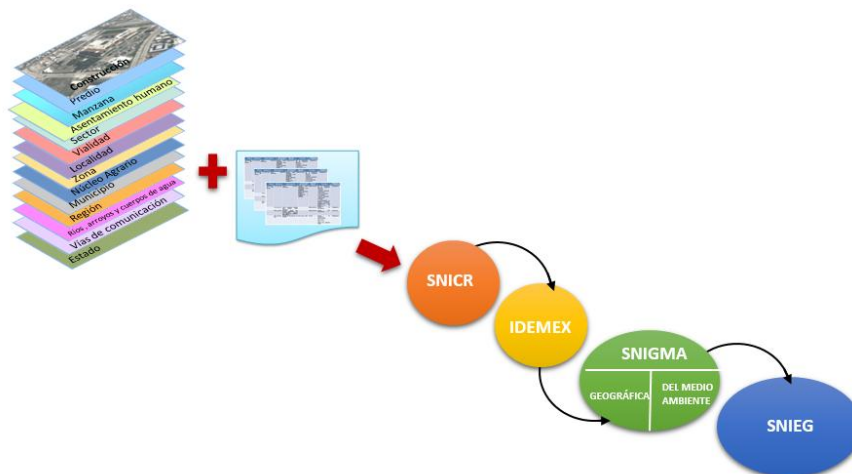 Construcción
Predio
Manzana
Asentamiento humano
Sector
Vialidad
Localidad
Zona
Núcleo Agrario
Municipio
Región
Ríos, arroyos y cuerpos de agua
Vías de comunicación
Estado
SNICR
IDEMEX
SNIGMA
GEOGRÁFICA
DEL MEDIO
AMBIENTE
SNIEG